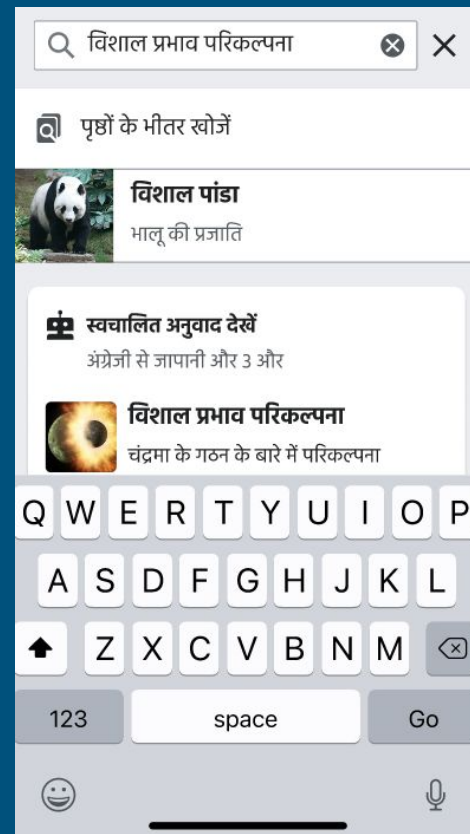 विशाल प्रभाव परिकल्पना
पृष्ठों के भीतर खोजें
विशाल पांडा
भालू की प्रजाति
स्वचालित अनुवाद देखें
अंग्रेजी से जापानी और ३ और
विशाल प्रभाव परिकल्पना
चंद्रमा के गठन के बारे में परिकल्पना
Q W E R T Y U I O P
A S D F G H J K L
Z X C V B N M
123 space Go